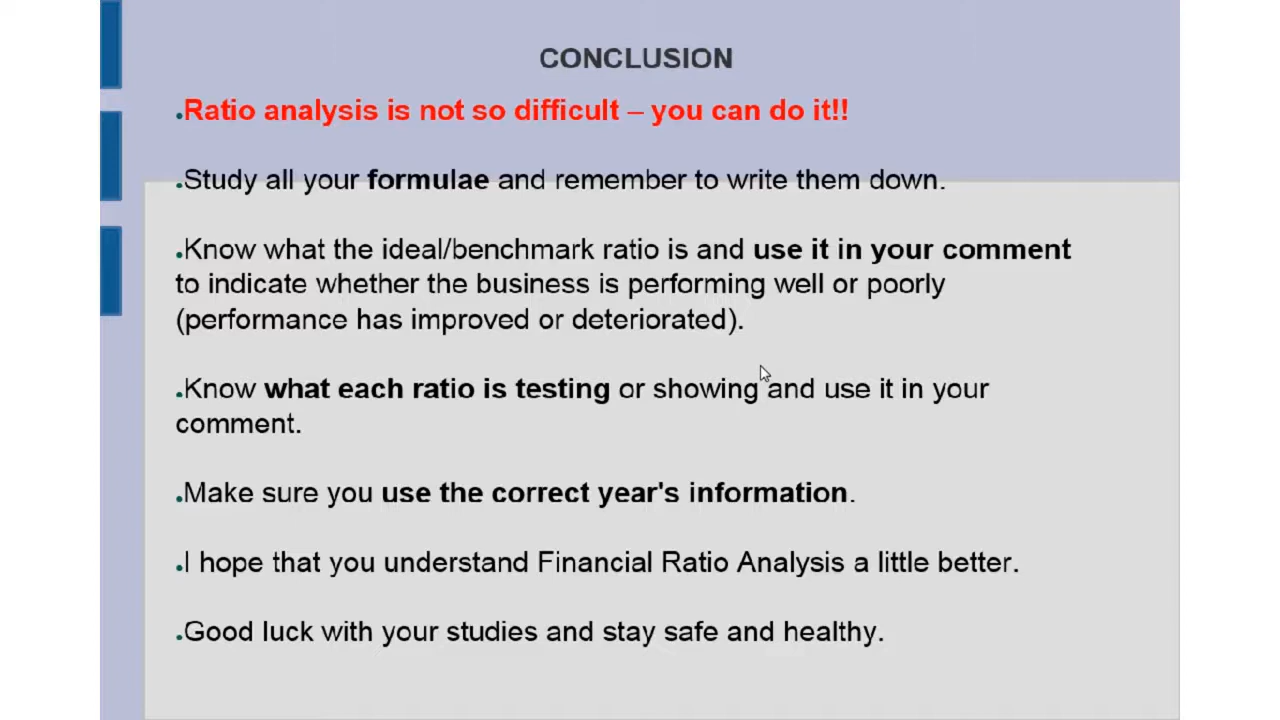 CONCLUSION
●Ratio analysis is not so difficult – you can do it!!
●Study all your formulae and remember to write them down.
●Know what the ideal/benchmark ratio is and use it in your comment
to indicate whether the business is performing well or poorly
(performance has improved or deteriorated).
●Know what each ratio is testing or showing and use it in your
comment.
●Make sure you use the correct year's information.
●I hope that you understand Financial Ratio Analysis a little better.
●Good luck with your studies and stay safe and healthy.